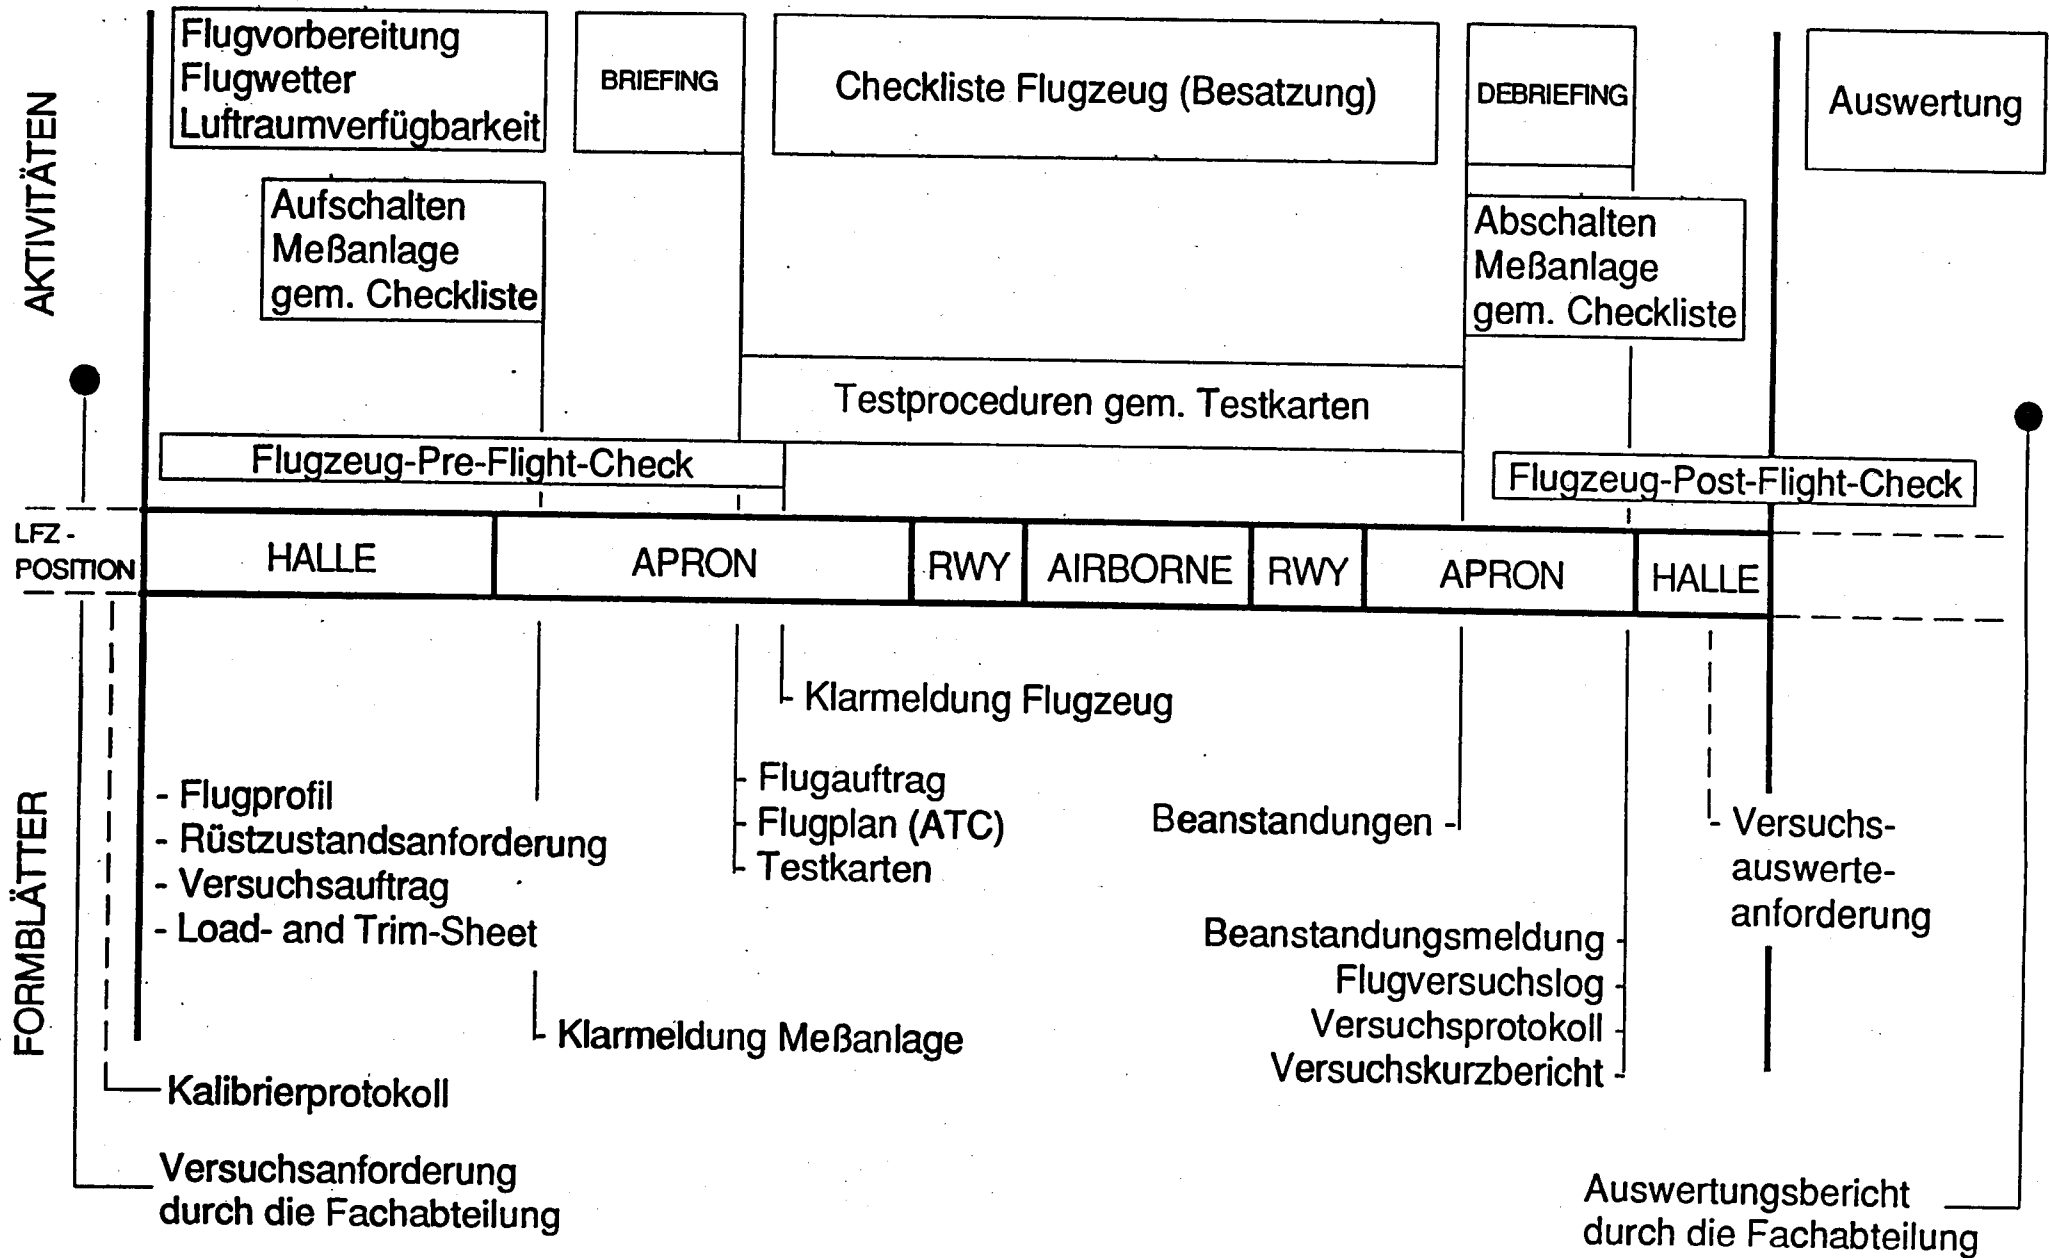 AKTIVITÄTEN
Flugvorbereitung
Flugwetter
Luftraumverfügbarkeit
BRIEFING
Checkliste Flugzeug (Besatzung)
DEBRIEFING
Auswertung
Aufschalten
Meßanlage
gem. Checkliste
Abschalten
Meßanlage
gem. Checkliste
Testproceduren gem. Testkarten
Flugzeug-Pre-Flight-Check
Flugzeug-Post-Flight-Check
LFZ -
POSITION
HALLE
APRON
RWY
AIRBORNE
RWY
APRON
HALLE
FORMBLÄTTER
- Klarmeldung Flugzeug
- Flugprofil
- Rüstzustandsanforderung
- Versuchsauftrag
- Load- and Trim-Sheet
- Flugauftrag
- Flugplan (ATC)
- Testkarten
Beanstandungen -
- Versuchs-
auswerte-
anforderung
Beanstandungsmeldung -
Flugversuchslog -
Versuchsprotokoll -
Versuchskurzbericht -
- Klarmeldung Meßanlage
Kalibrierprotokoll
Versuchsanforderung
durch die Fachabteilung
Auswertungsbericht
durch die Fachabteilung